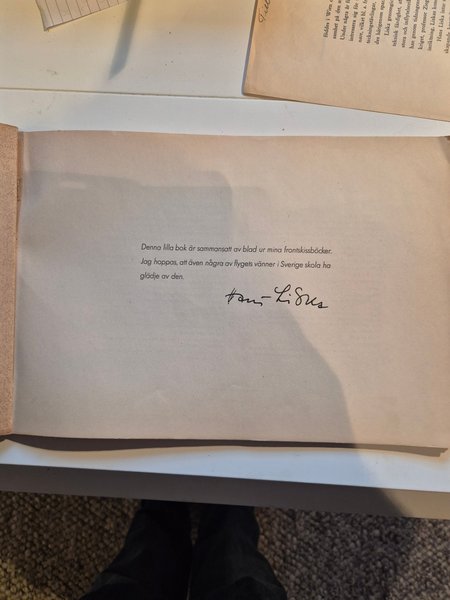 Denna lilla bok är sammansatt av blad ur mina frontskissböcker.
Jag hoppas, att även några av flygets vänner i Sverige skola ha
glädje av den.
Hans Liska